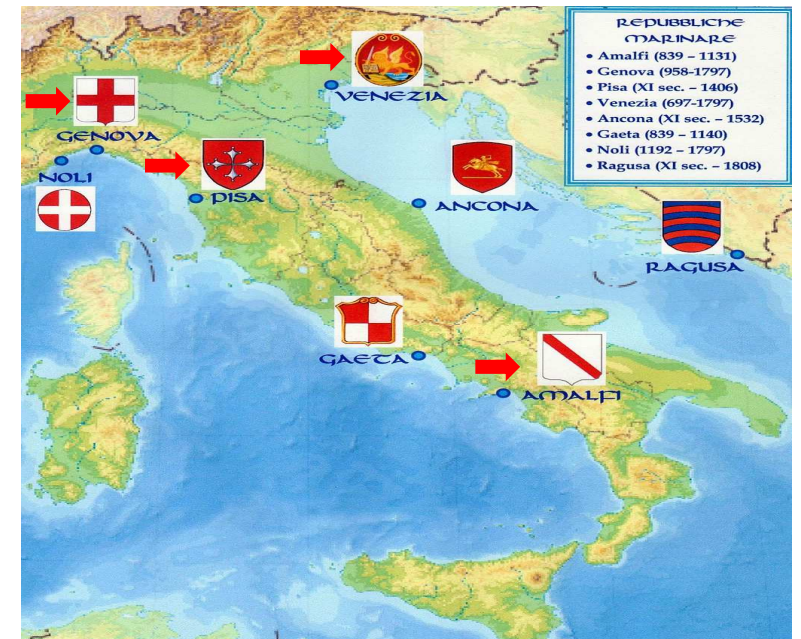 REPUBBLICHE
MARINARE
• Amalfi (839 – 1131)
• Genova (958-1797)
• Pisa (XI sec. – 1406)
• Venezia (697-1797)
• Ancona (XI sec. – 1532)
• Gaeta (839 – 1140)
• Noli (1192 – 1797)
• Ragusa (XI sec. – 1808)
VENEZIA
GENOVA
NOLI
PISA
ANCONA
RAGUSA
GAETA
AMALFI